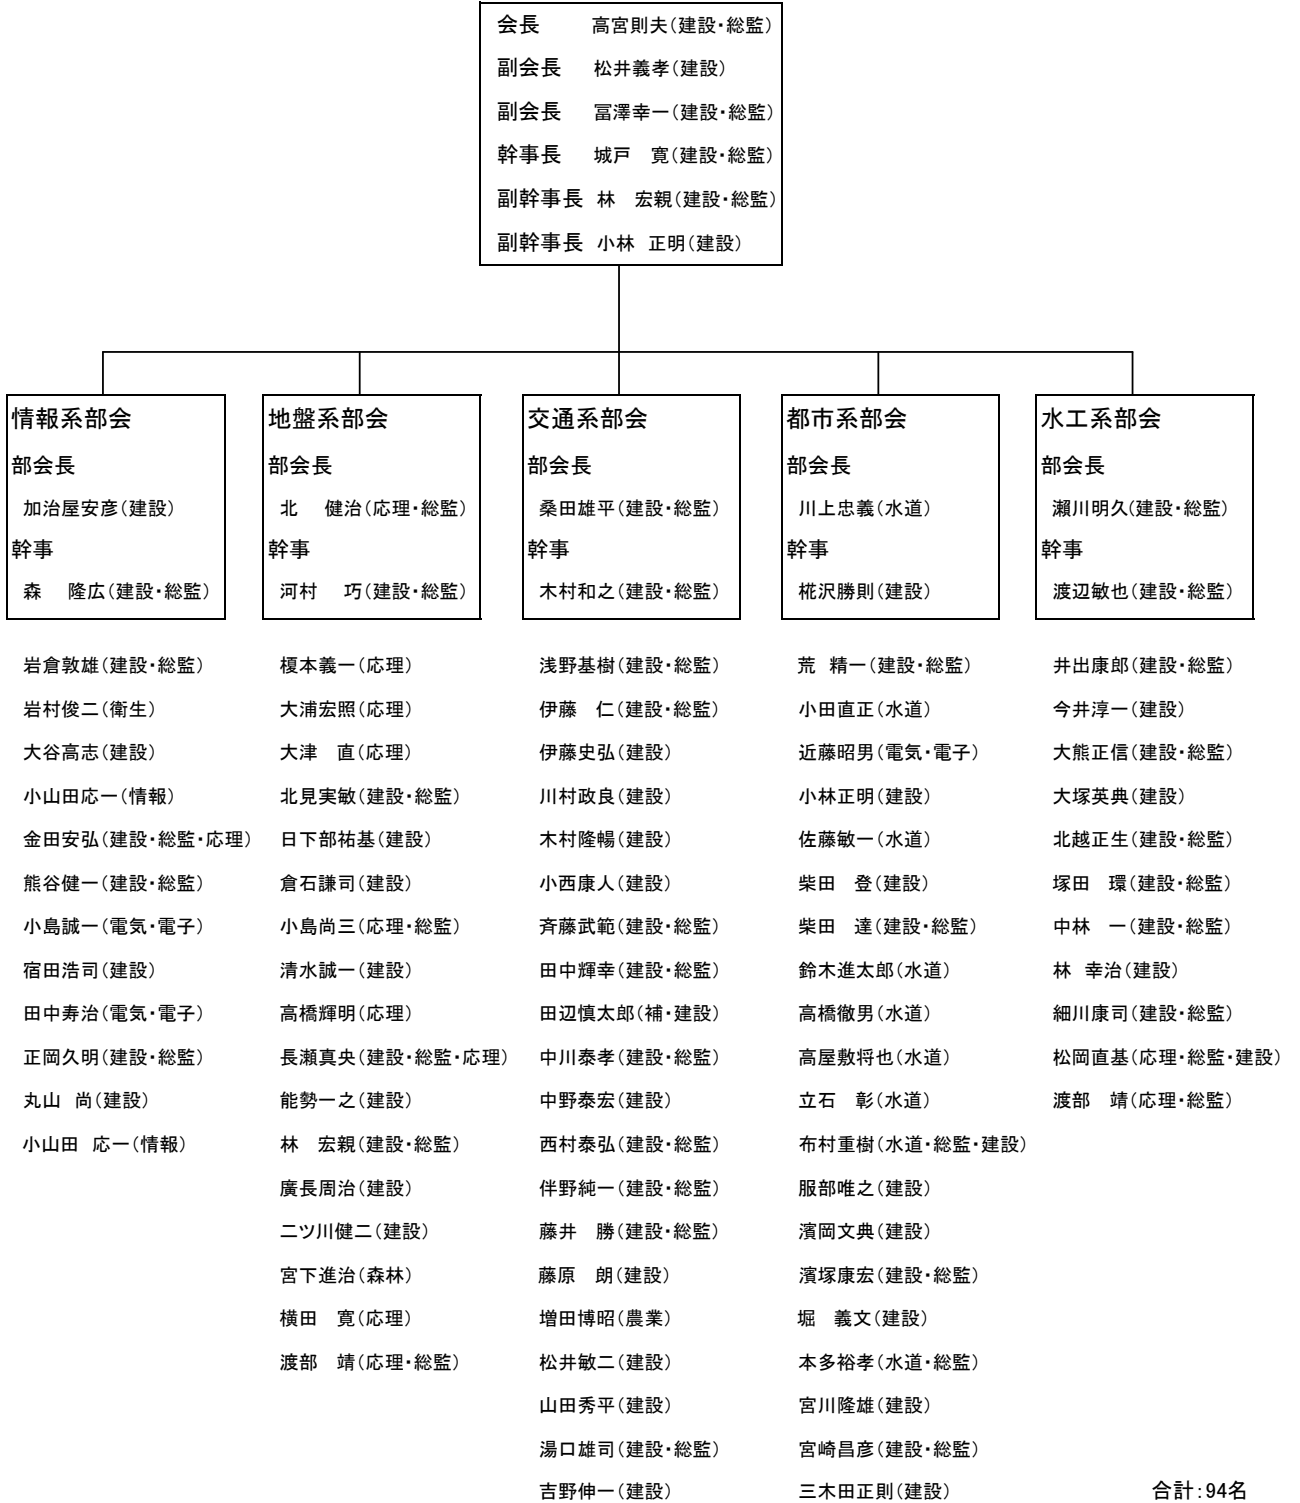 会長 高宮則夫（建設・総監）
副会長 松井義孝（建設）
副会長 冨澤幸一（建設・総監）
幹事長 城戸 寛（建設・総監）
副幹事長 林 宏親（建設・総監）
副幹事長 小林 正明（建設）
情報系部会
部会長
加治屋安彦（建設）
幹事
森 隆広（建設・総監）
岩倉敦雄（建設・総監）
岩村俊二（衛生）
大谷高志（建設）
小山田応一（情報）
金田安弘（建設・総監・応理）
熊谷健一（建設・総監）
小島誠一（電気・電子）
宿田浩司（建設）
田中寿治（電気・電子）
正岡久明（建設・総監）
丸山 尚（建設）
小山田 応一（情報）
地盤系部会
部会長
北 健治（応理・総監）
幹事
河村 巧（建設・総監）
榎本義一（応理）
大浦宏照（応理）
大津 直（応理）
北見実敏（建設・総監）
日下部祐基（建設）
倉石謙司（建設）
小島尚三（応理・総監）
清水誠一（建設）
高橋輝明（応理）
長瀬真央（建設・総監・応理）
能勢一之（建設）
林 宏親（建設・総監）
廣長周治（建設）
二ツ川健二（建設）
宮下進治（森林）
横田 寛（応理）
渡部 靖（応理・総監）
交通系部会
部会長
桑田雄平（建設・総監）
幹事
木村和之（建設・総監）
浅野基樹（建設・総監）
伊藤 仁（建設・総監）
伊藤史弘（建設）
川村政良（建設）
木村隆暢（建設）
小西康人（建設）
斉藤武範（建設・総監）
田中輝幸（建設・総監）
田辺慎太郎（補・建設）
中川泰孝（建設・総監）
中野泰宏（建設）
西村泰弘（建設・総監）
伴野純一（建設・総監）
藤井 勝（建設・総監）
藤原 朗（建設）
増田博昭（農業）
松井敏二（建設）
山田秀平（建設）
湯口雄司（建設・総監）
吉野伸一（建設）
都市系部会
部会長
川上忠義（水道）
幹事
椛沢勝則（建設）
荒 精一（建設・総監）
小田直正（水道）
近藤昭男（電気・電子）
小林正明（建設）
佐藤敏一（水道）
柴田 登（建設）
柴田 達（建設・総監）
鈴木進太郎（水道）
高橋徹男（水道）
高屋敷将也（水道）
立石 彰（水道）
布村重樹（水道・総監・建設）
服部唯之（建設）
濱岡文典（建設）
濱塚康宏（建設・総監）
堀 義文（建設）
本多裕孝（水道・総監）
宮川隆雄（建設）
宮崎昌彦（建設・総監）
三木田正則（建設）
水工系部会
部会長
瀨川明久（建設・総監）
幹事
渡辺敏也（建設・総監）
井出康郎（建設・総監）
今井淳一（建設）
大熊正信（建設・総監）
大塚英典（建設）
北越正生（建設・総監）
塚田 環（建設・総監）
中林 一（建設・総監）
林 幸治（建設）
細川康司（建設・総監）
松岡直基（応理・総監・建設）
渡部 靖（応理・総監）
合計：94名